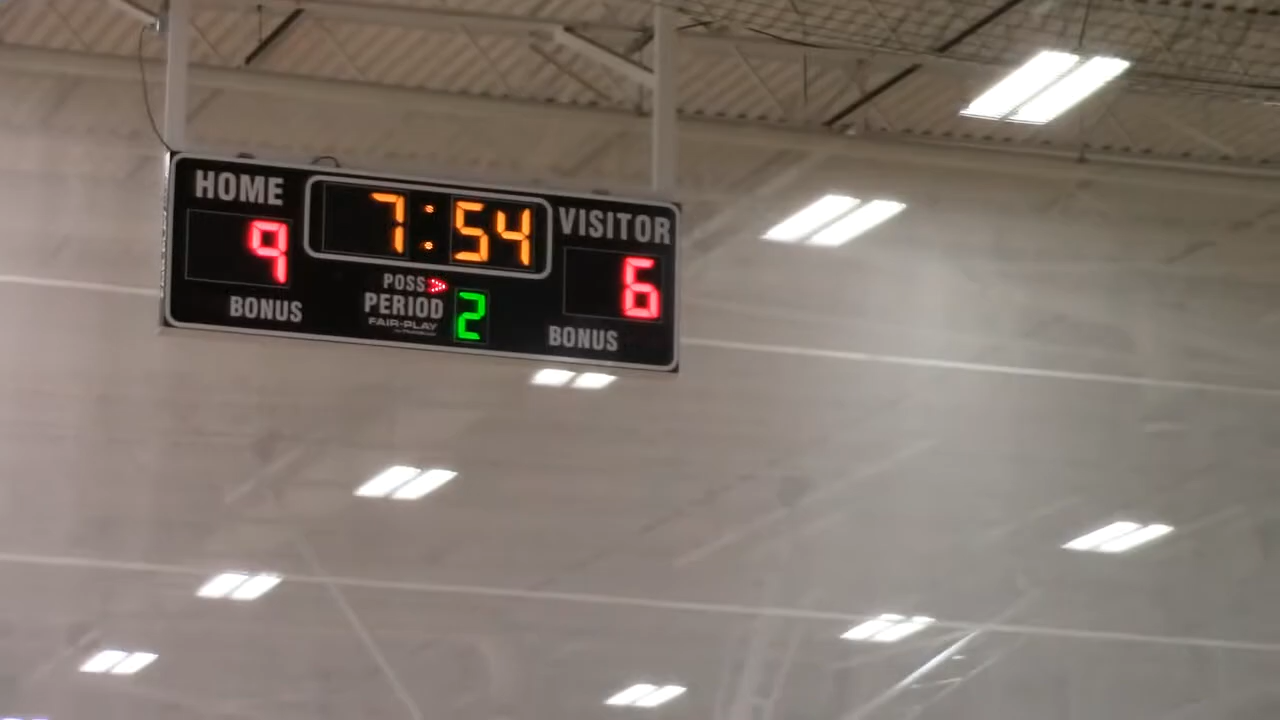 HOME 7:54 VISITOR
9 6
POSS
PERIOD 2
FAIR-PLAY
BONUS BONUS